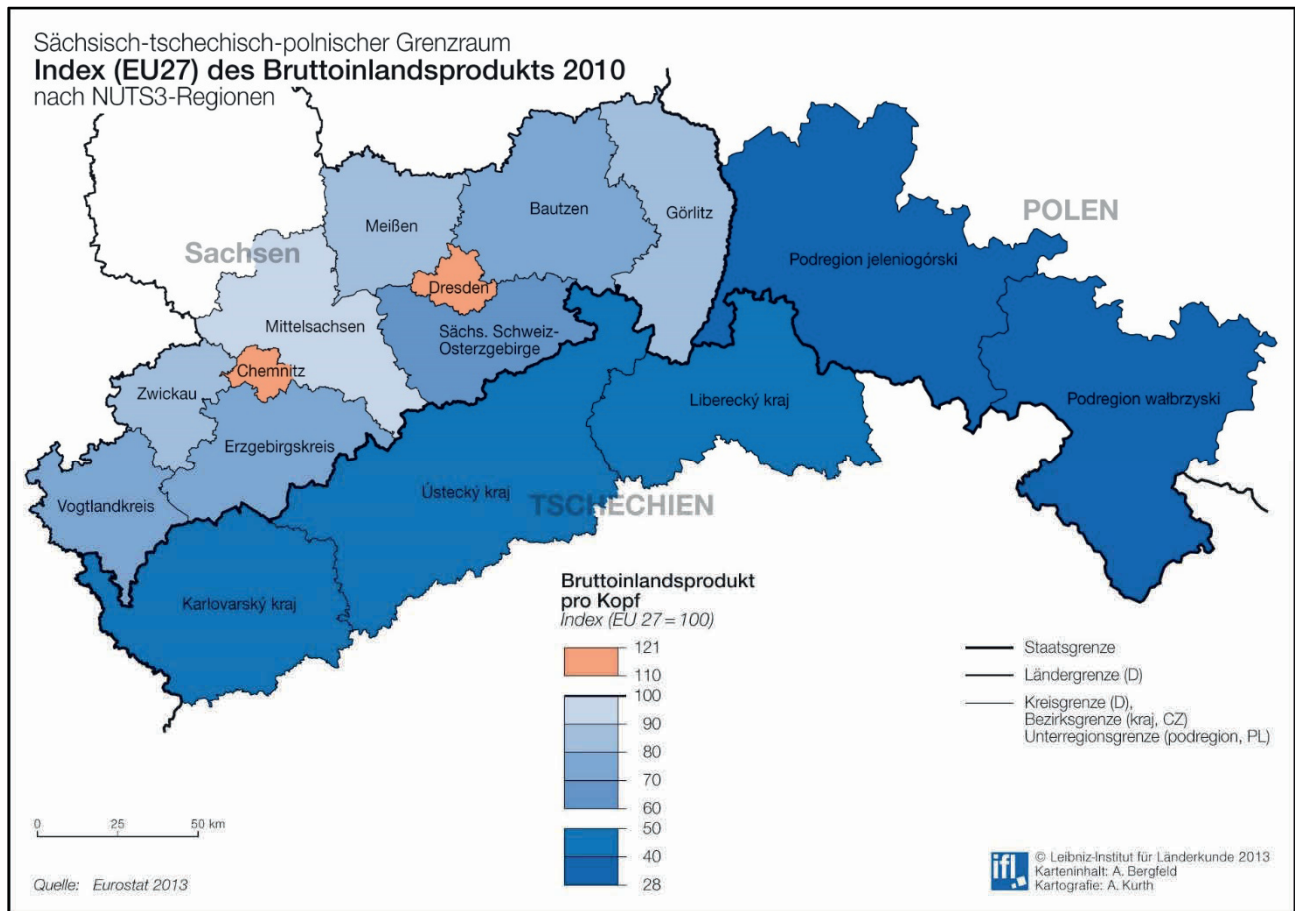 Sächsisch-tschechisch-polnischer Grenzraum
Index (EU27) des Bruttoinlandsprodukts 2010
nach NUTS3-Regionen
POLEN
Sachsen
TSCHECHIEN
Meißen
Bautzen
Görlitz
Dresden
Podregion jeleniogórski
Mittelsachsen
Sächs. Schweiz-
Osterzgebirge
Chemnitz
Zwickau
Liberecký kraj
Podregion wałbrzyski
Erzgebirgskreis
Ústecký kraj
Vogtlandkreis
Karlovarský kraj
Bruttoinlandsprodukt
pro Kopf
Index (EU 27 = 100)
121
110
100
90
80
70
60
50
40
28
Staatsgrenze
Ländergrenze (D)
Kreisgrenze (D),
Bezirksgrenze (kraj, CZ)
Unterregionsgrenze (podregion, PL)
0 25 50 km
Quelle: Eurostat 2013
ifl
© Leibniz-Institut für Länderkunde 2013
Karteninhalt: A. Bergfeld
Kartografie: A. Kurth